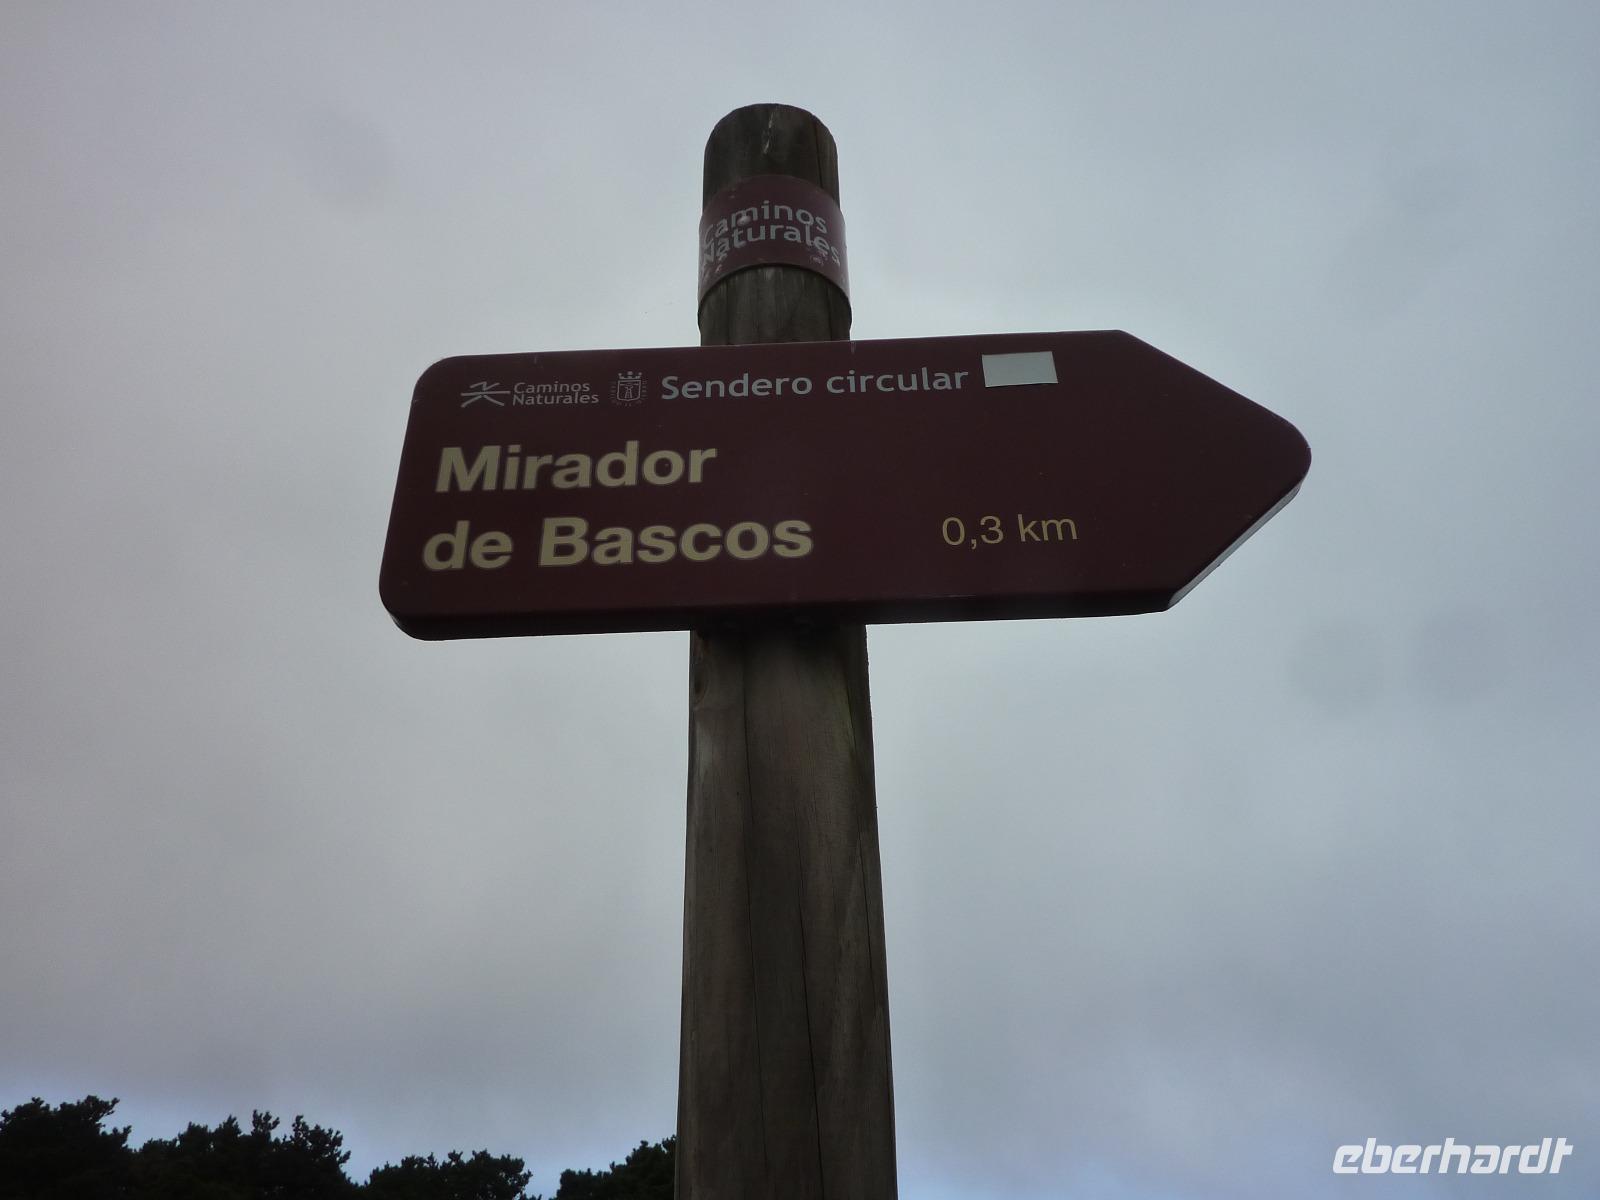 Caminos
Naturales
Caminos
Naturales
Sendero circular
Mirador
de Bascos
0,3 km
eberhardt